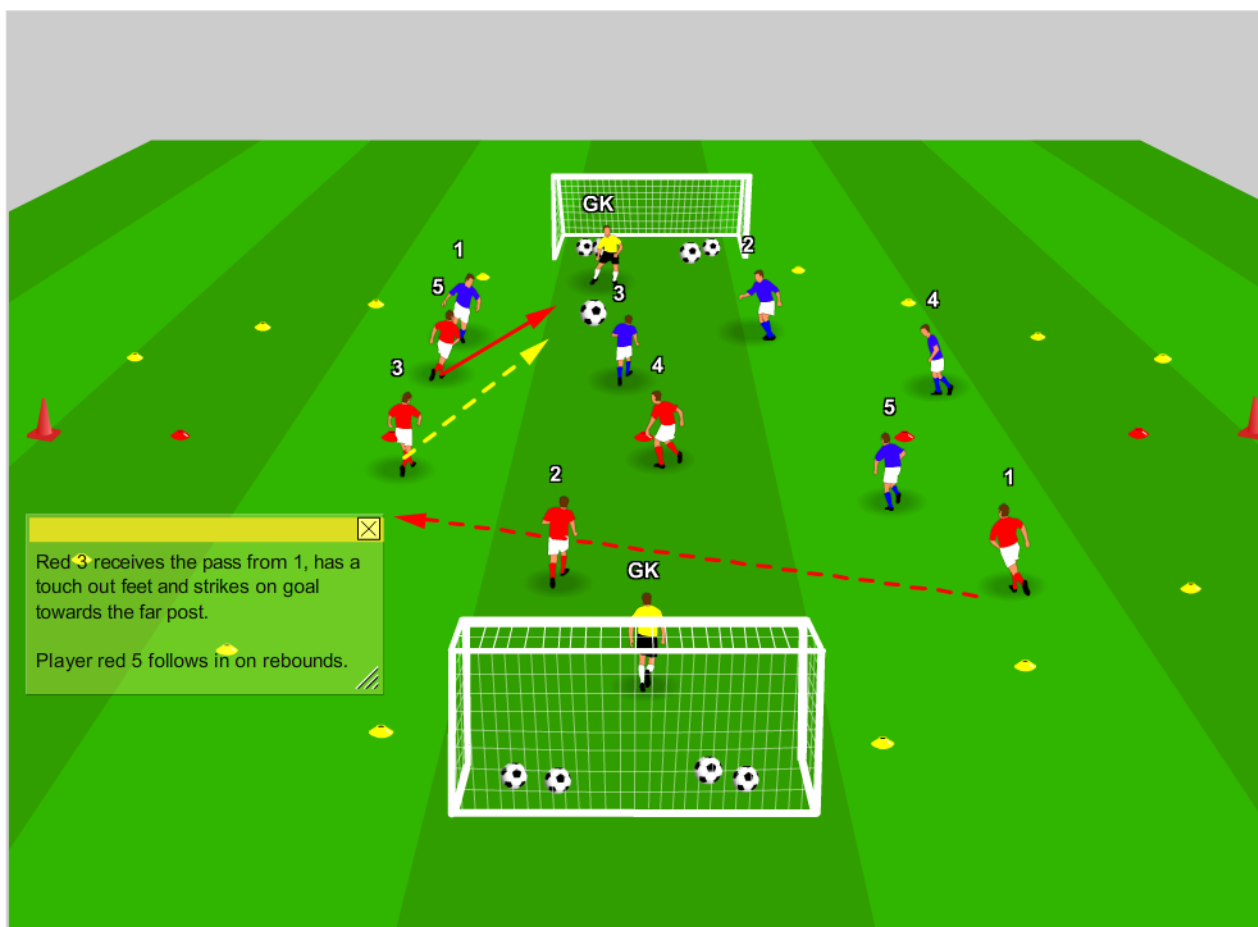 GK
1
2
5
3
4
3
4
5
2
1
Red 3 receives the pass from 1, has a
touch out feet and strikes on goal
towards the far post.
GK
Player red 5 follows in on rebounds.